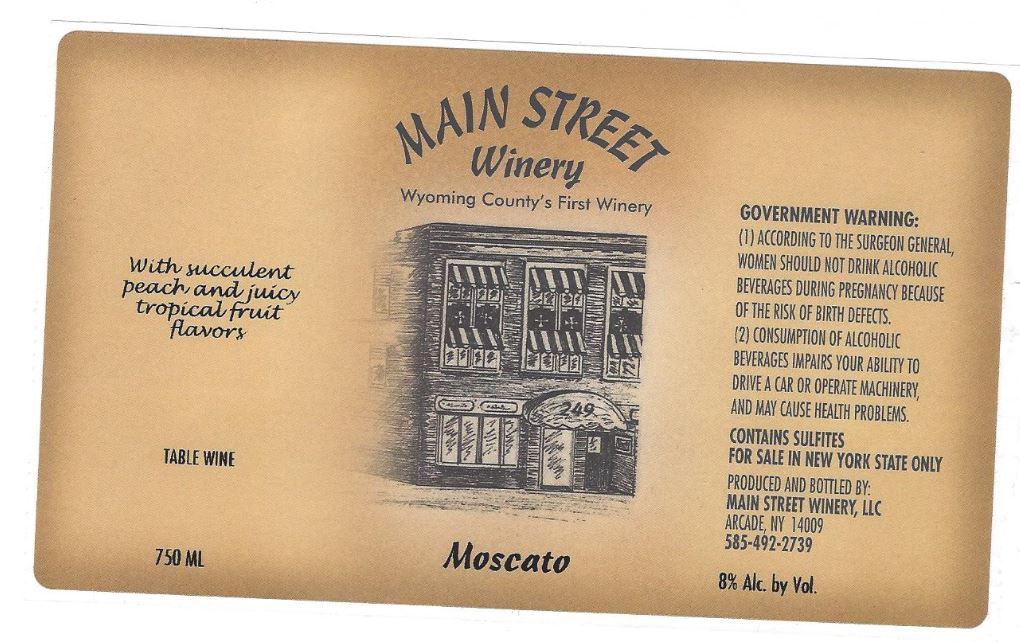 MAIN STREET
Winery
Wyoming County's First Winery
With succulent
peach and juicy
tropical fruit
flavors
TABLE WINE
750 ML
249
Moscato
GOVERNMENT WARNING:
(1) ACCORDING TO THE SURGEON GENERAL,
WOMEN SHOULD NOT DRINK ALCOHOLIC
BEVERAGES DURING PREGNANCY BECAUSE
OF THE RISK OF BIRTH DEFECTS.
(2) CONSUMPTION OF ALCOHOLIC
BEVERAGES IMPAIRS YOUR ABILITY TO
DRIVE A CAR OR OPERATE MACHINERY,
AND MAY CAUSE HEALTH PROBLEMS.
CONTAINS SULFITES
FOR SALE IN NEW YORK STATE ONLY
PRODUCED AND BOTTLED BY:
MAIN STREET WINERY, LLC
ARCADE, NY 14009
585-492-2739
8% Alc. by Vol.